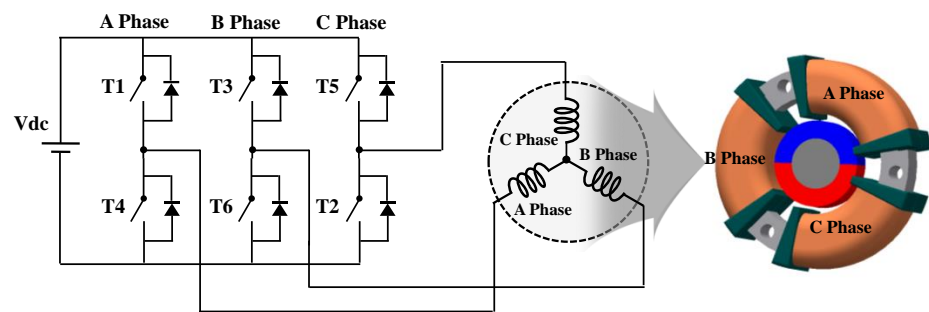 A Phase B Phase C Phase
T1 T3 T5
Vdc
T4 T6 T2
C Phase
B Phase
A Phase
A Phase
B Phase
C Phase